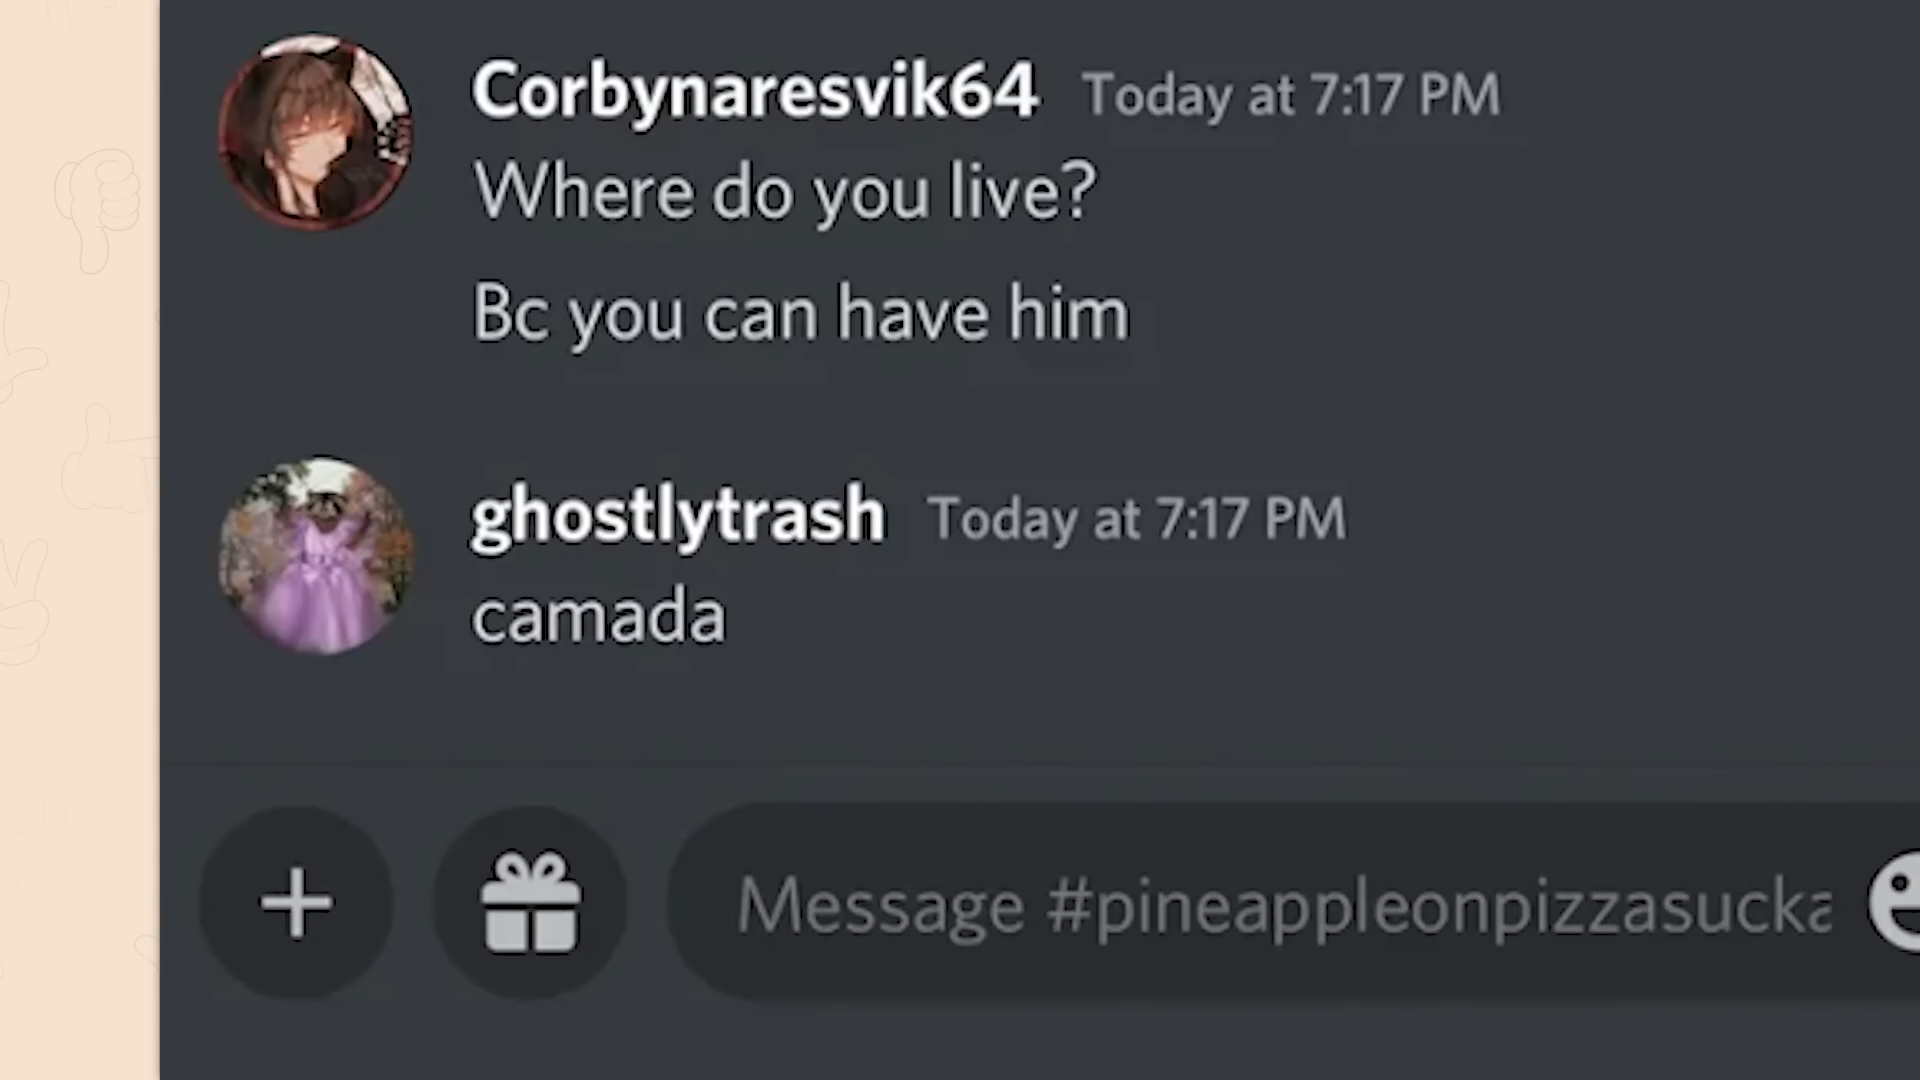 Corbynaresvik64 Today at 7:17 PM
Where do you live?
Bc you can have him
ghostlytrash Today at 7:17 PM
camada
Message #pineappleonpizzasucka